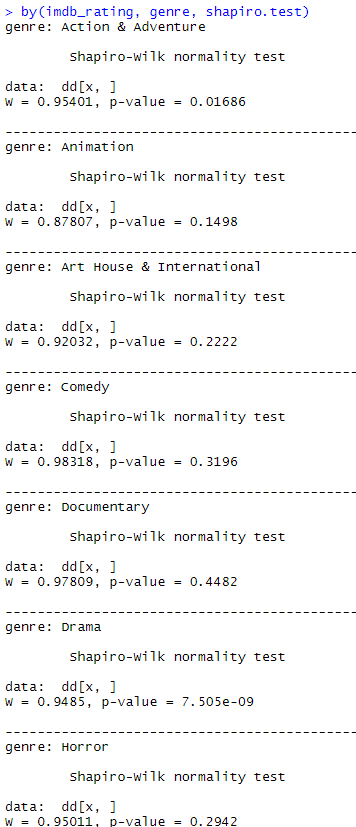 > by(imdb_rating, genre, shapiro.test)
genre: Action & Adventure
Shapiro-Wilk normality test
data:  dd[x, ]
W = 0.95401, p-value = 0.01686
------------------------------------------------
genre: Animation
Shapiro-Wilk normality test
data:  dd[x, ]
W = 0.87807, p-value = 0.1498
------------------------------------------------
genre: Art House & International
Shapiro-Wilk normality test
data:  dd[x, ]
W = 0.92032, p-value = 0.2222
------------------------------------------------
genre: Comedy
Shapiro-Wilk normality test
data:  dd[x, ]
W = 0.98318, p-value = 0.3196
------------------------------------------------
genre: Documentary
Shapiro-Wilk normality test
data:  dd[x, ]
W = 0.97809, p-value = 0.4482
------------------------------------------------
genre: Drama
Shapiro-Wilk normality test
data:  dd[x, ]
W = 0.9485, p-value = 7.505e-09
------------------------------------------------
genre: Horror
Shapiro-Wilk normality test
data:  dd[x, ]
W = 0.95011, p-value = 0.2942